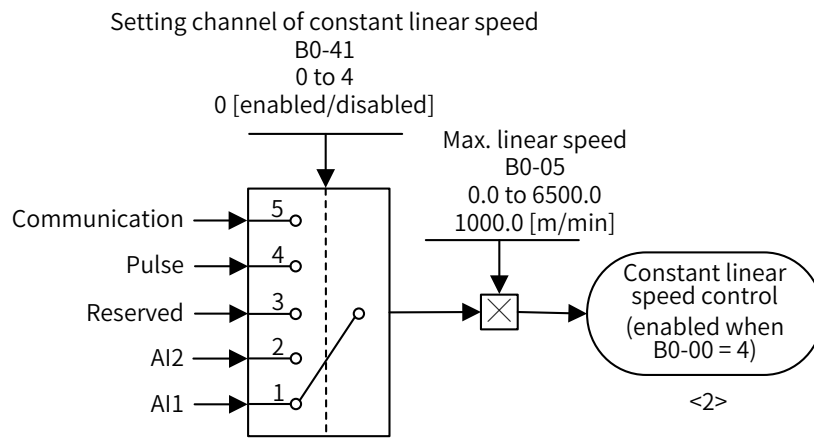 Setting channel of constant linear speed
B0-41
0 to 4
0 [enabled/disabled]
Max. linear speed
B0-05
0.0 to 6500.0
1000.0 [m/min]
Communication
5
Pulse
4
Reserved
3
AI2
2
AI1
1
Constant linear
speed control
(enabled when
B0-00 = 4)
<2>